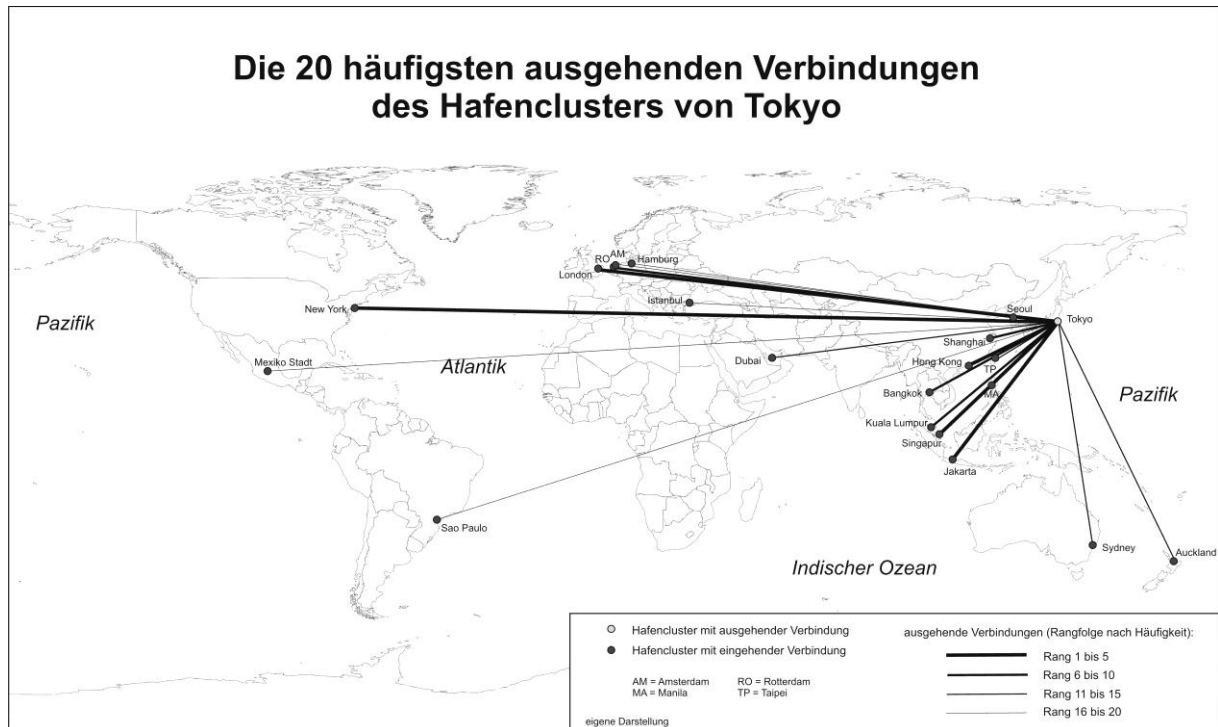 Die 20 häufigsten ausgehenden Verbindungen
des Hafenclusters von Tokyo
AM
RO
Hamburg
London
Istanbul
New York
Seoul
Tokyo
Pazifik
Shanghai
Mexiko Stadt
Atlantik
Dubai
Hong Kong
TP
Bangkok
MA
Pazifik
Kuala Lumpur
Singapur
Jakarta
Sao Paulo
Sydney
Auckland
Indischer Ozean
Hafencluster mit ausgehender Verbindung
Hafencluster mit eingehender Verbindung
AM = Amsterdam RO = Rotterdam
MA = Manila TP = Taipei
eigene Darstellung
ausgehende Verbindungen (Rangfolge nach Häufigkeit):
Rang 1 bis 5
Rang 6 bis 10
Rang 11 bis 15
Rang 16 bis 20